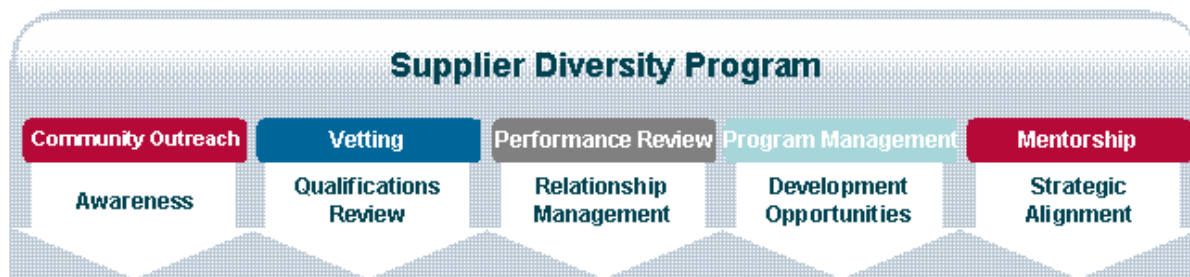 Supplier Diversity Program
Community Outreach
Vetting
Performance Review
Program Management
Mentorship
Awareness
Qualifications
Review
Relationship
Management
Development
Opportunities
Strategic
Alignment